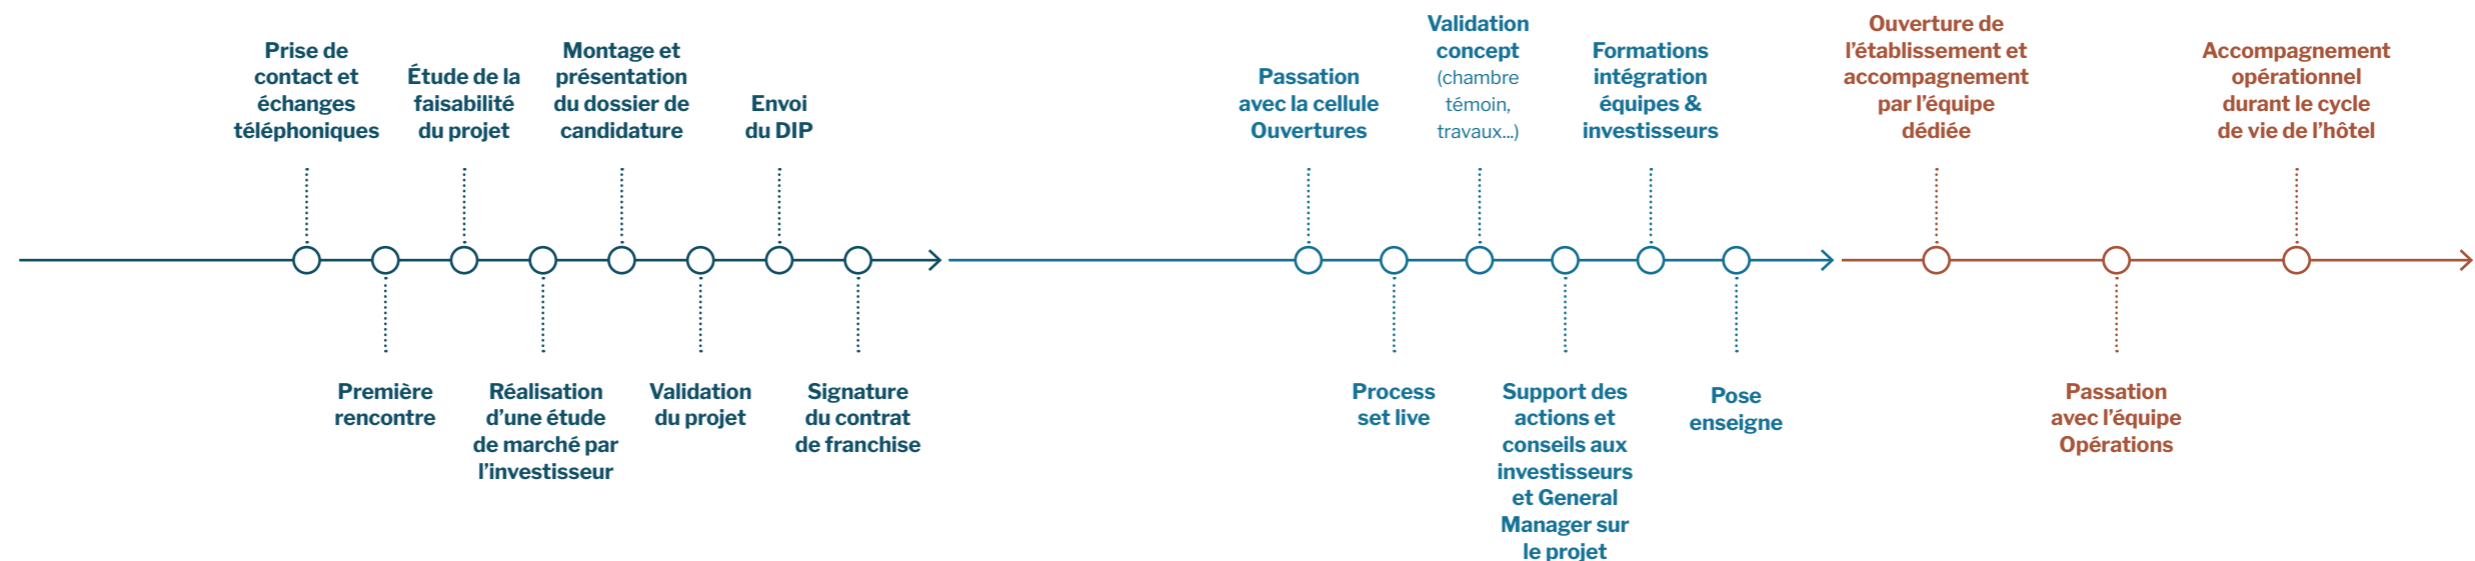 Prise de
contact et
échanges
téléphoniques
Première
rencontre
Étude de la
faisabilité
du projet
Réalisation
d’une étude
de marché par
l’investisseur
Montage et
présentation
du dossier de
candidature
Validation
du projet
Envoi
du DIP
Signature
du contrat
de franchise
Passation
avec la cellule
Ouvertures
Process
set live
Validation
concept
(chambre
témoin,
travaux...)
Support des
actions et
conseils aux
investisseurs
et General
Manager sur
le projet
Formations
intégration
équipes &
investisseurs
Pose
enseigne
Ouverture de
l’établissement et
accompagnement
par l’équipe
dédiée
Passation
avec l’équipe
Opérations
Accompagnement
opérationnel
durant le cycle
de vie de l’hôtel